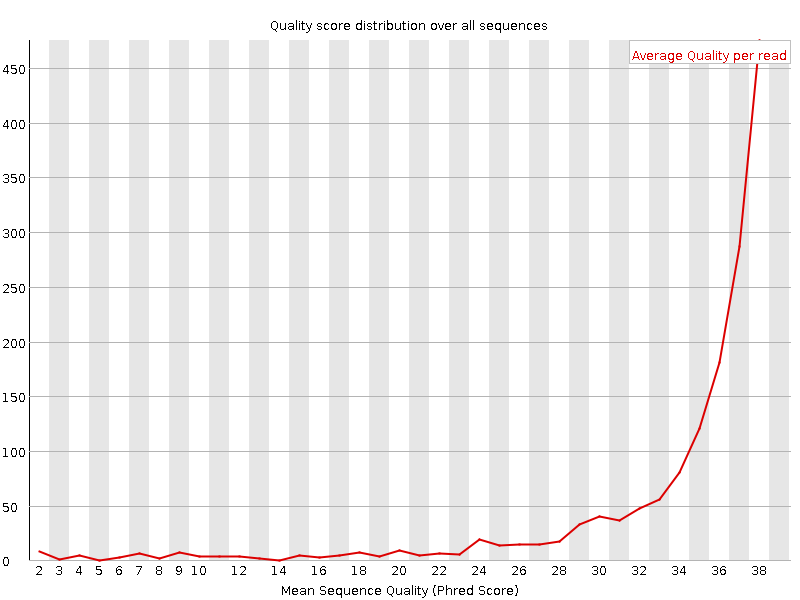 Quality score distribution over all sequences
Average Quality per read
450
400
350
300
250
200
150
100
50
0
2 3 4 5 6 7 8 9 10 12 14 16 18 20 22 24 26 28 30 32 34 36 38
Mean Sequence Quality (Phred Score)